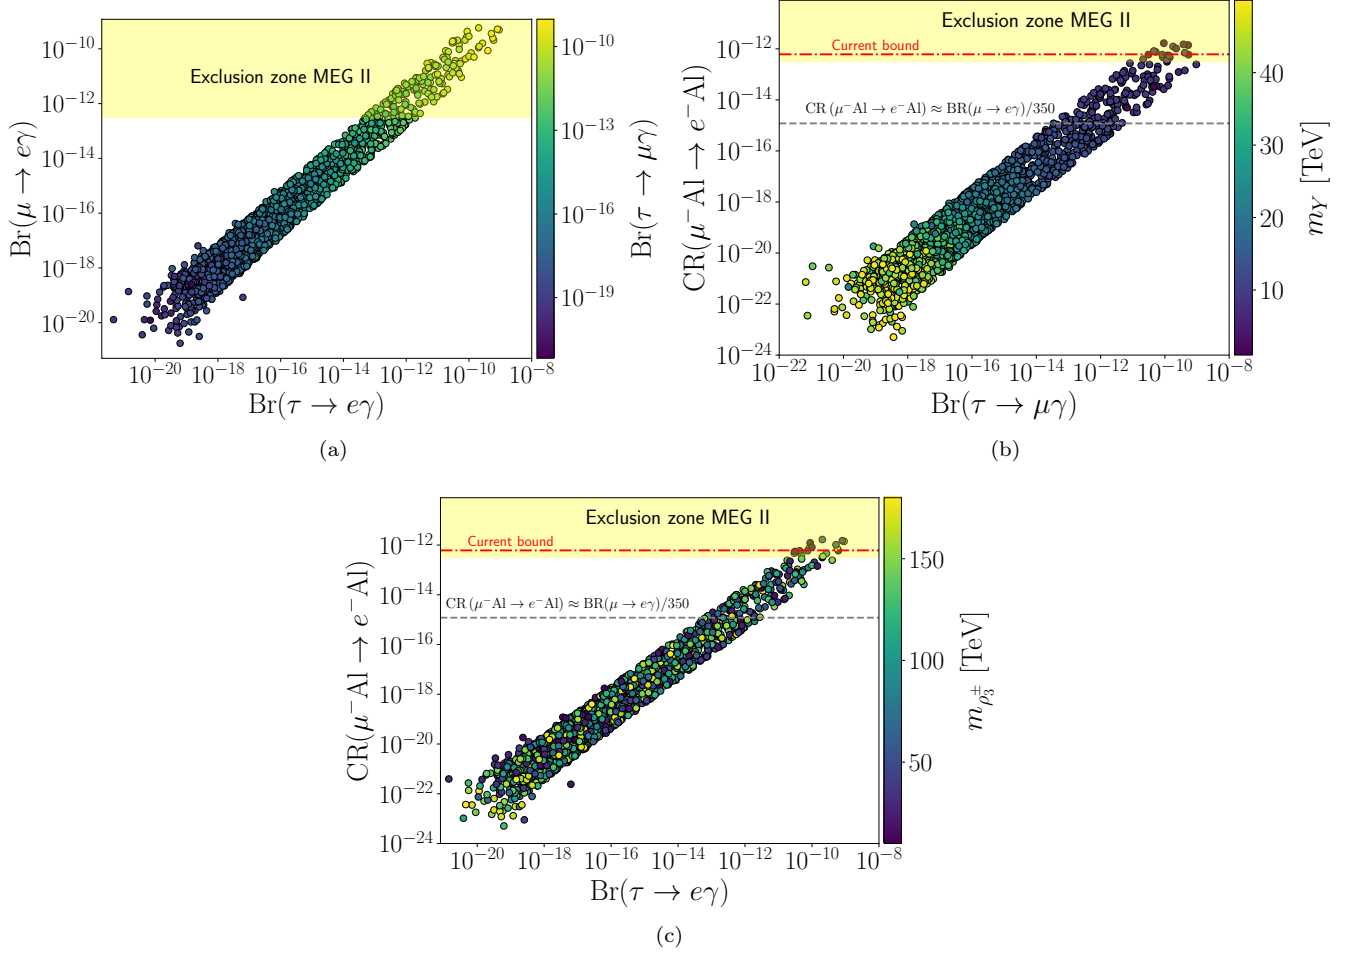 Exclusion zone MEG II
Br(μ → eγ)
10^−10
10^−12
10^−14
10^−16
10^−18
10^−20
10^−20 10^−18 10^−16 10^−14 10^−12 10^−10 10^−8
Br(τ → eγ)
10^−10
10^−13
10^−16
10^−19
Br(τ → μγ)
(a)
Exclusion zone MEG II
Current bound
CR (μ^−Al → e^−Al) ≈ BR(μ → eγ)/350
CR(μ^−Al → e^−Al)
10^−12
10^−14
10^−16
10^−18
10^−20
10^−22
10^−24
10^−22 10^−20 10^−18 10^−16 10^−14 10^−12 10^−10 10^−8
Br(τ → μγ)
40
30
20
10
m_Y [TeV]
(b)
Exclusion zone MEG II
Current bound
CR (μ^−Al → e^−Al) ≈ BR(μ → eγ)/350
CR(μ^−Al → e^−Al)
10^−12
10^−14
10^−16
10^−18
10^−20
10^−22
10^−24
10^−20 10^−18 10^−16 10^−14 10^−12 10^−10 10^−8
Br(τ → eγ)
150
100
50
m_{ρ_3^±} [TeV]
(c)